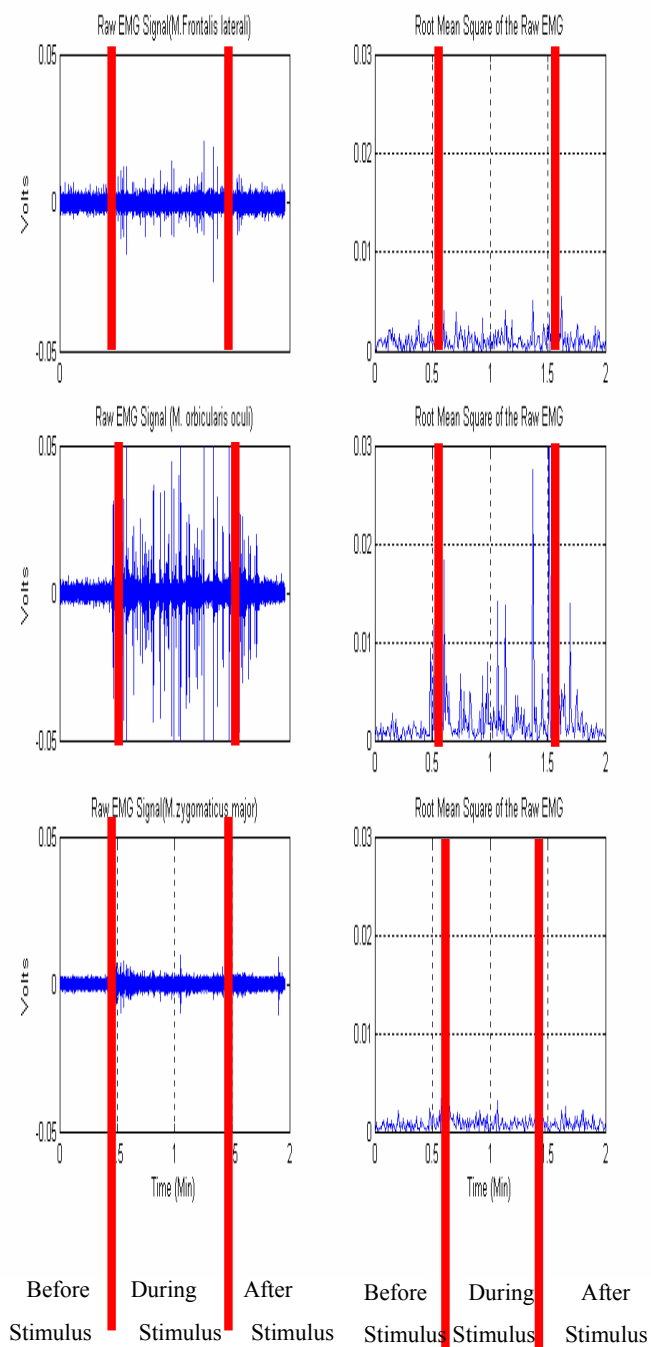 Raw EMG Signal(M.Frontalis laterali)
Root Mean Square of the Raw EMG
0.05
0
-0.05
Volts
0
0.03
0.02
0.01
0
0
0.5
1
1.5
2
Raw EMG Signal (M. orbicularis oculi)
Root Mean Square of the Raw EMG
0.05
0
-0.05
Volts
0.03
0.02
0.01
0
0
0.5
1
1.5
2
Raw EMG Signal(M.zygomaticus major)
Root Mean Square of the Raw EMG
0.05
0
-0.05
Volts
0
.5
1
.5
2
Time (Min)
0.03
0.02
0.01
0
0
0.5
1
1.5
2
Time (Min)
Before During After
Stimulus Stimulus Stimulus
Before During After
Stimulus Stimulus Stimulus